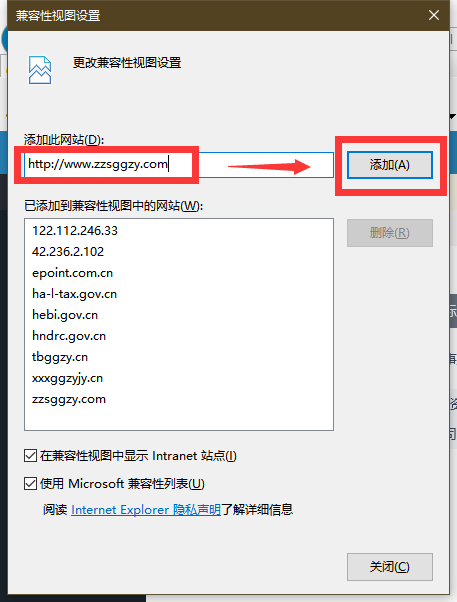 兼容性视图设置
更改兼容性视图设置
添加此网站(D):
http://www.zzsggzy.com
添加(A)
已添加到兼容性视图中的网站(W):
122.112.246.33
42.236.2.102
epoint.com.cn
ha-l-tax.gov.cn
hebi.gov.cn
hndrc.gov.cn
tbggzy.cn
xxxggzyjy.cn
zzsggzy.com
删除(R)
在兼容性视图中显示 Intranet 站点(I)
使用 Microsoft 兼容性列表(U)
阅读 Internet Explorer 隐私声明了解详细信息
关闭(C)